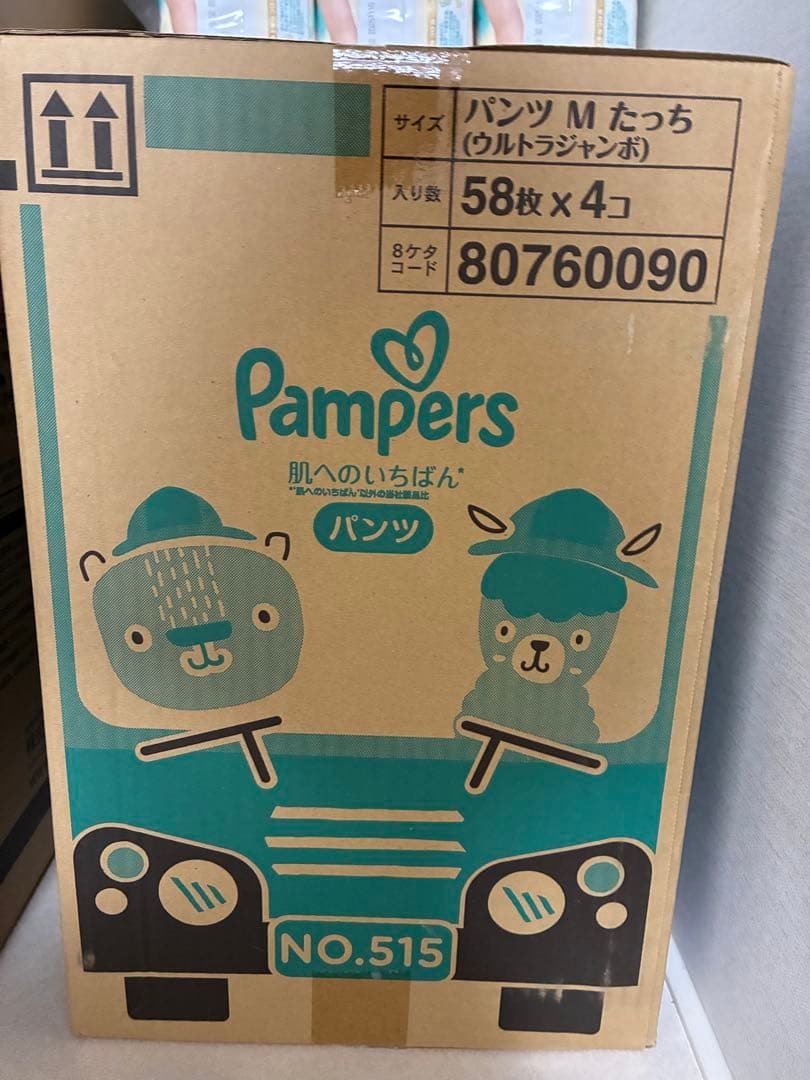 サイズ パンツ M たっち
(ウルトラジャンボ)
入り数 58枚 x 4コ
8ケタ
コード 80760090
Pampers
肌へのいちばん*
*"肌へのいちばん"以外の当社製品比
パンツ
NO.515